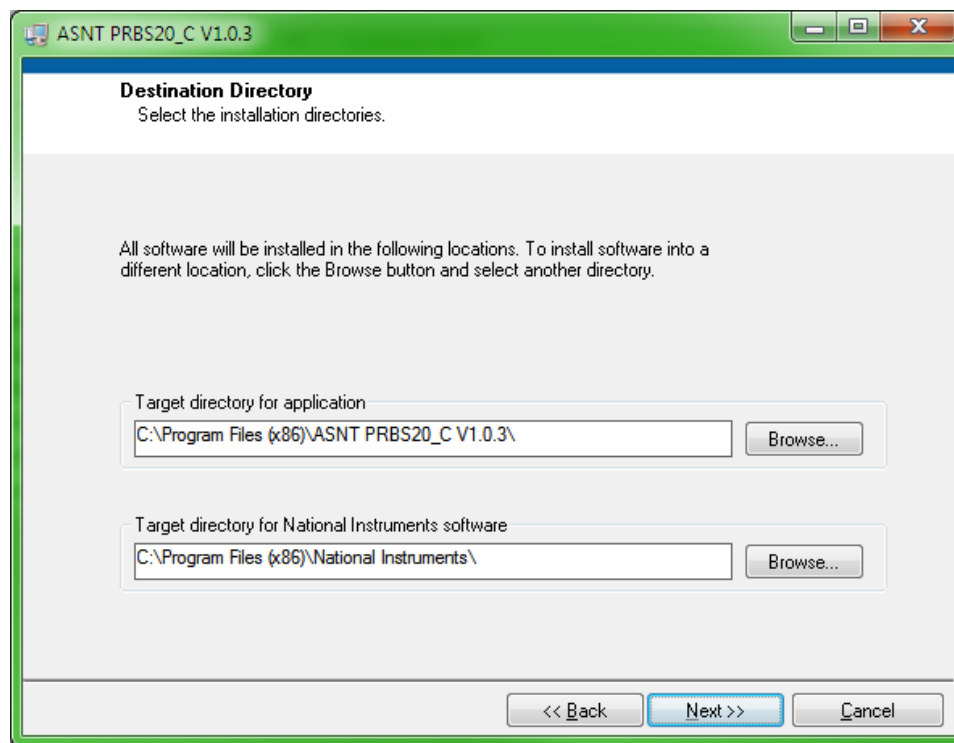 ASNT PRBS20_C V1.0.3
Destination Directory
Select the installation directories.
All software will be installed in the following locations. To install software into a
different location, click the Browse button and select another directory.
Target directory for application
C:\Program Files (x86)\ASNT PRBS20_C V1.0.3\
Browse...
Target directory for National Instruments software
C:\Program Files (x86)\National Instruments\
Browse...
<< Back
Next >>
Cancel